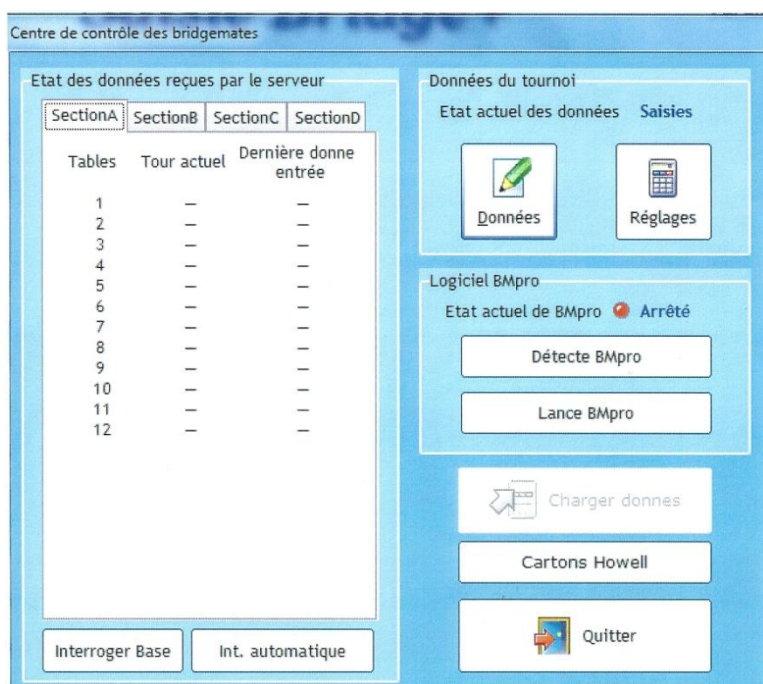 Centre de contrôle des bridgemates
Etat des données reçues par le serveur
SectionA SectionB SectionC SectionD
Tables Tour actuel Dernière donne
entrée
1 — —
2 — —
3 — —
4 — —
5 — —
6 — —
7 — —
8 — —
9 — —
10 — —
11 — —
12 — —
Interroger Base Int. automatique
Données du tournoi
Etat actuel des données Saisies
Données Réglages
Logiciel BMpro
Etat actuel de BMpro Arrêté
Détecte BMpro
Lance BMpro
Charger donnes
Cartons Howell
Quitter